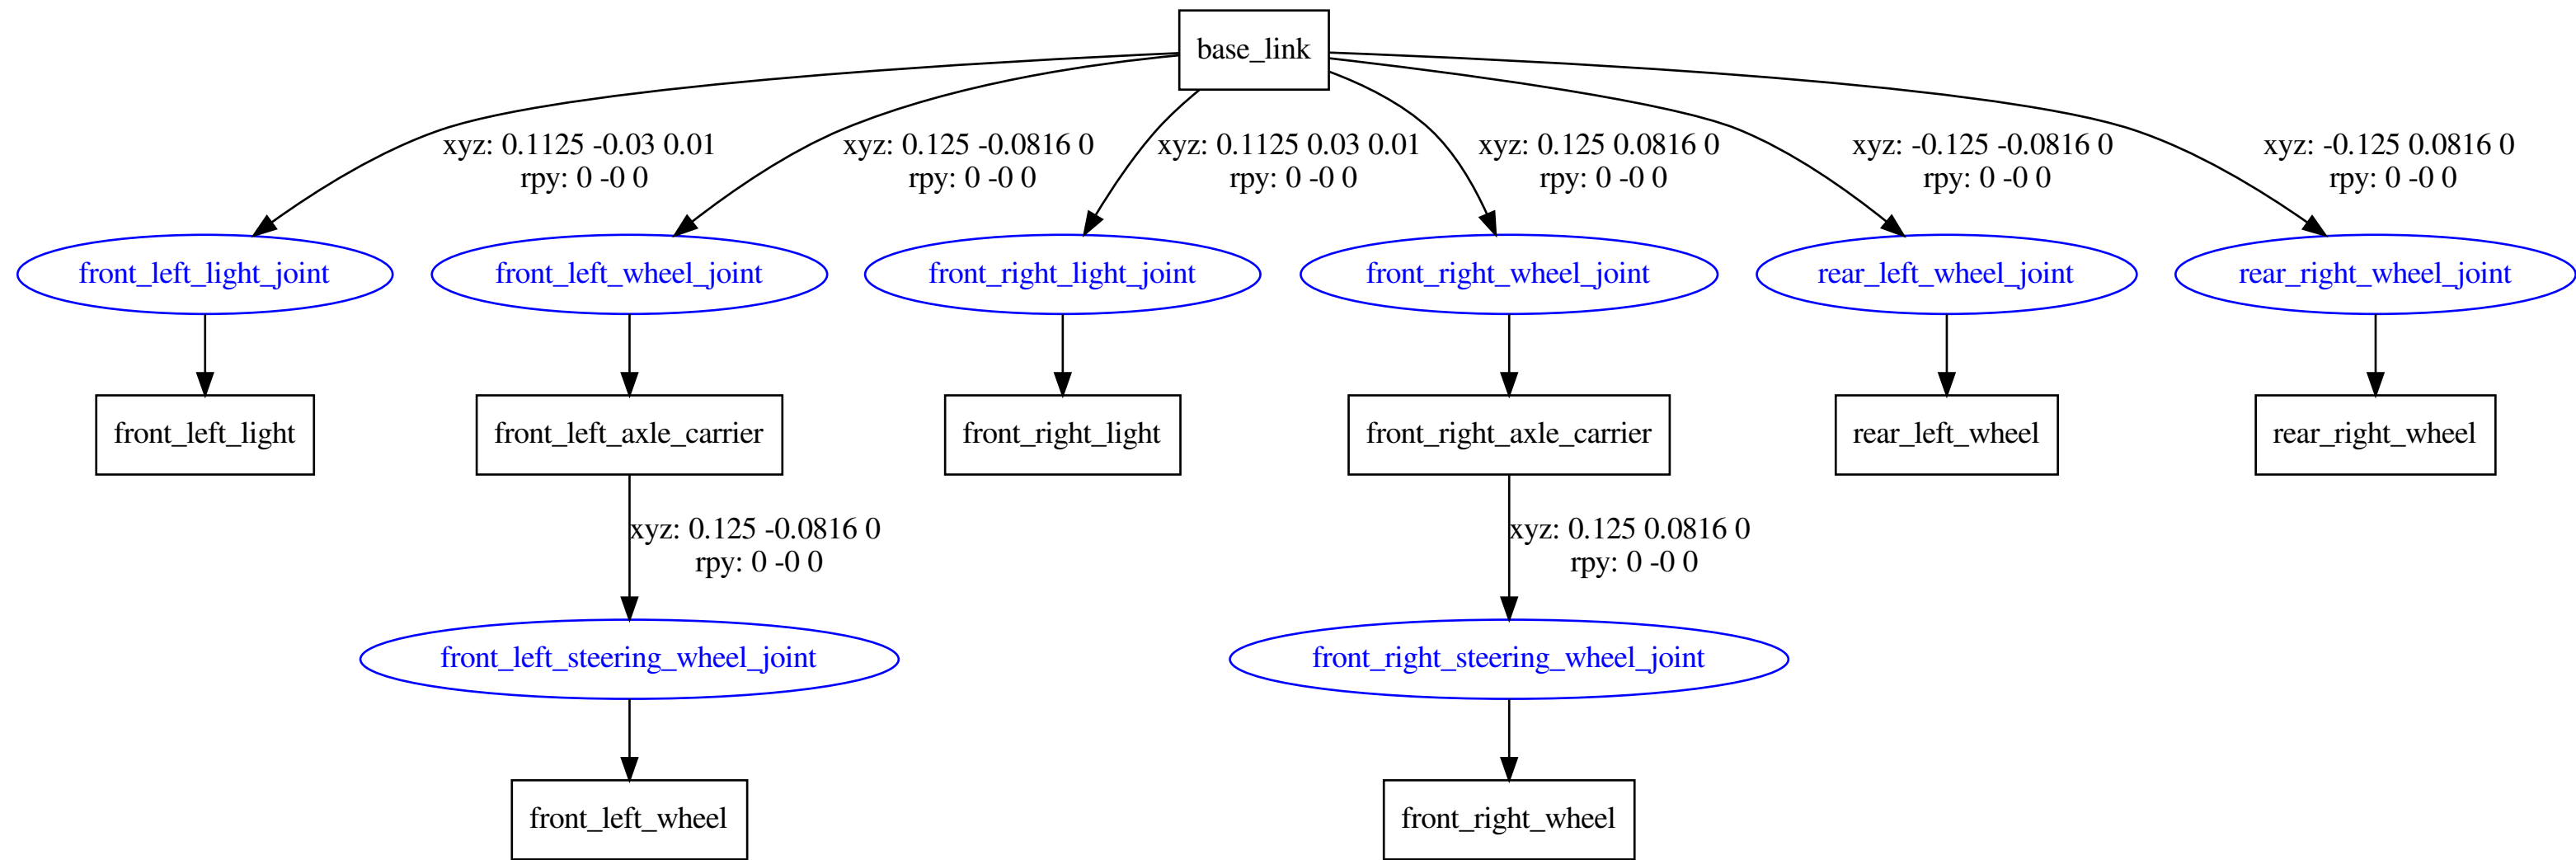 base_link
xyz: 0.1125 -0.03 0.01
rpy: 0 -0 0
xyz: 0.125 -0.0816 0
rpy: 0 -0 0
xyz: 0.1125 0.03 0.01
rpy: 0 -0 0
xyz: 0.125 0.0816 0
rpy: 0 -0 0
xyz: -0.125 -0.0816 0
rpy: 0 -0 0
xyz: -0.125 0.0816 0
rpy: 0 -0 0
front_left_light_joint
front_left_wheel_joint
front_right_light_joint
front_right_wheel_joint
rear_left_wheel_joint
rear_right_wheel_joint
front_left_light
front_left_axle_carrier
front_right_light
front_right_axle_carrier
rear_left_wheel
rear_right_wheel
xyz: 0.125 -0.0816 0
rpy: 0 -0 0
xyz: 0.125 0.0816 0
rpy: 0 -0 0
front_left_steering_wheel_joint
front_right_steering_wheel_joint
front_left_wheel
front_right_wheel